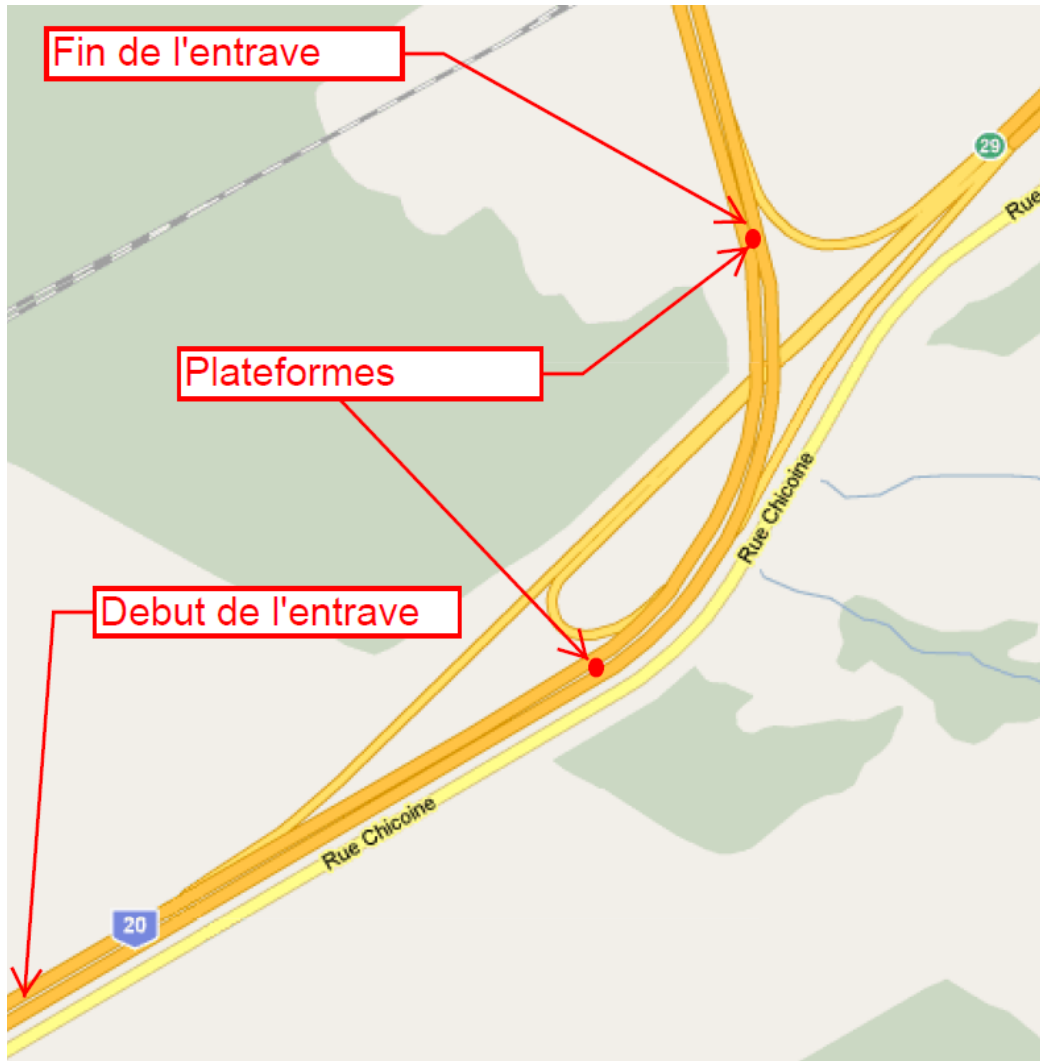 Fin de l'entrave
29
Rue
Plateformes
Rue Chicoine
Debut de l'entrave
Rue Chicoine
20